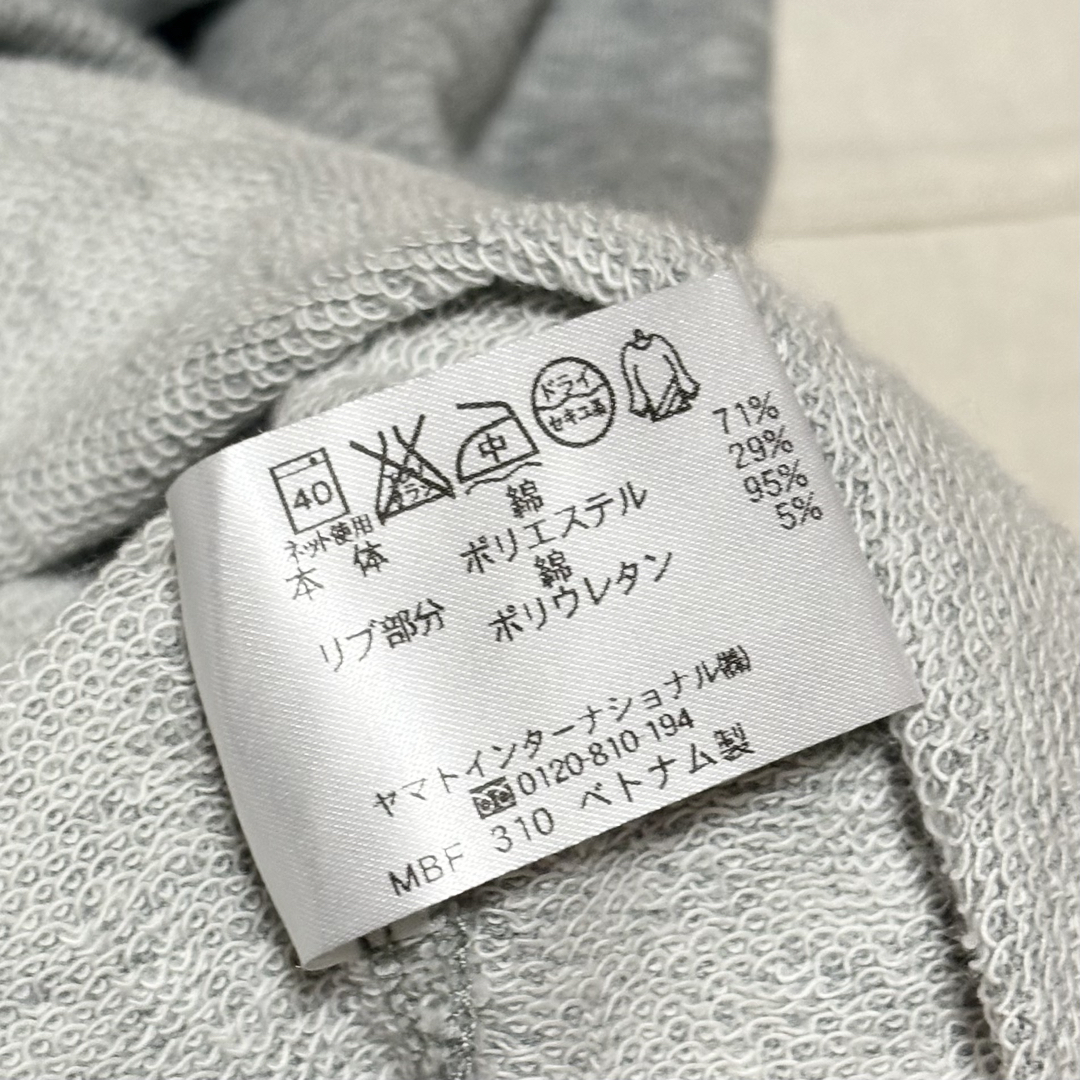 40
ネット使用
中
ドライ
セキユ系
本体 綿 71%
ポリエステル 29%
リブ部分 綿 95%
ポリウレタン 5%
ヤマトインターナショナル㈱
0120-810-194
MBF 310 ベトナム製